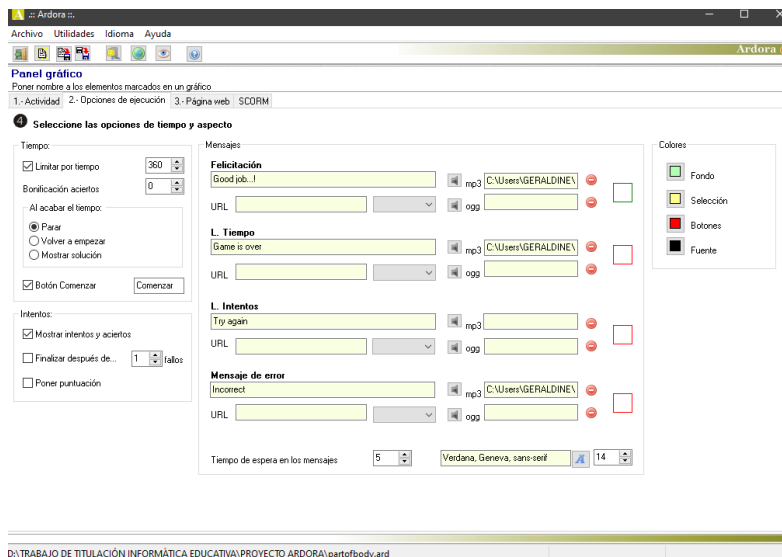 .:: Ardora ::.
Archivo Utilidades Idioma Ayuda
Ardora
Panel gráfico
Poner nombre a los elementos marcados en un gráfico
1.- Actividad 2.- Opciones de ejecución 3.- Página web SCORM
4 Seleccione las opciones de tiempo y aspecto
Tiempo:
Limitar por tiempo 360
Bonificación aciertos 0
Al acabar el tiempo:
Parar
Volver a empezar
Mostrar solución
Botón Comenzar Comenzar
Intentos:
Mostrar intentos y aciertos
Finalizar después de... 1 fallos
Poner puntuación
Mensajes
Felicitación
Good job...! mp3 C:\Users\GERALDINE\
URL ogg
L. Tiempo
Game is over mp3 C:\Users\GERALDINE\
URL ogg
L. Intentos
Try again mp3
URL ogg
Mensaje de error
Incorrect mp3 C:\Users\GERALDINE\
URL ogg
Tiempo de espera en los mensajes 5 Verdana, Geneva, sans-serif A 14
Colores
Fondo
Selección
Botones
Fuente
D:\TRABAJO DE TITULACIÓN INFORMÀTICA EDUCATIVA\PROYECTO ARDORA\partofbody.ard